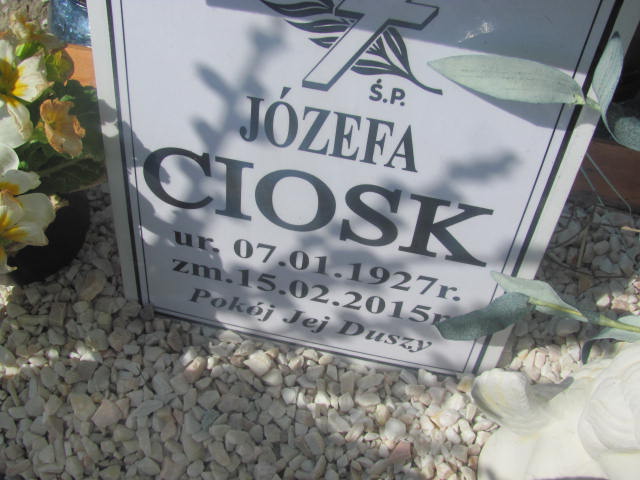 Ś.P.
JÓZEFA
CIOSK
ur. 07.01.1927r.
zm.15.02.2015r.
Pokój Jej Duszy